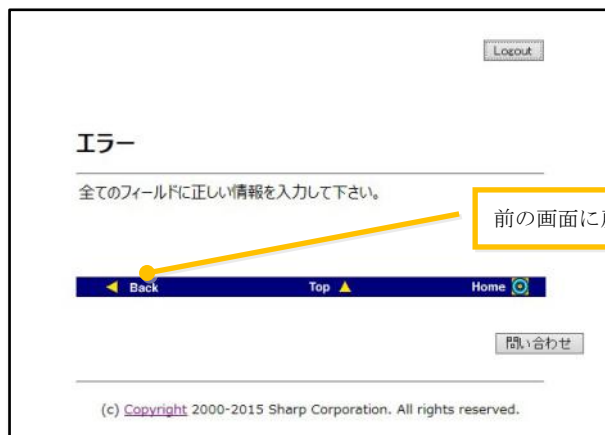 Logout
エラー
全てのフィールドに正しい情報を入力して下さい。
前の画面に
Back Top Home
問い合わせ
(c) Copyright 2000-2015 Sharp Corporation. All rights reserved.